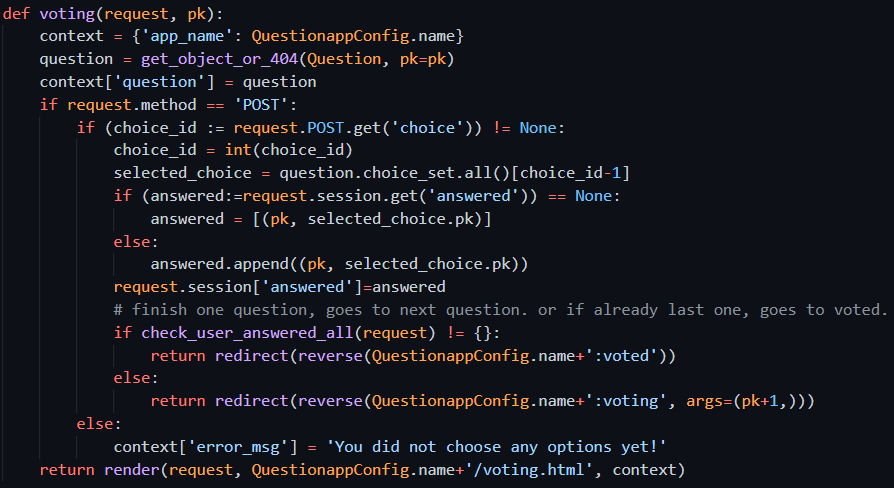 def voting(request, pk):
    context = {'app_name': QuestionappConfig.name}
    question = get_object_or_404(Question, pk=pk)
    context['question'] = question
    if request.method == 'POST':
        if (choice_id := request.POST.get('choice')) != None:
            choice_id = int(choice_id)
            selected_choice = question.choice_set.all()[choice_id-1]
            if (answered:=request.session.get('answered')) == None:
                answered = [(pk, selected_choice.pk)]
            else:
                answered.append((pk, selected_choice.pk))
            request.session['answered']=answered
            # finish one question, goes to next question. or if already last one, goes to voted.
            if check_user_answered_all(request) != {}:
                return redirect(reverse(QuestionappConfig.name+':voted'))
            else:
                return redirect(reverse(QuestionappConfig.name+':voting', args=(pk+1,)))
        else:
            context['error_msg'] = 'You did not choose any options yet!'
    return render(request, QuestionappConfig.name+'/voting.html', context)